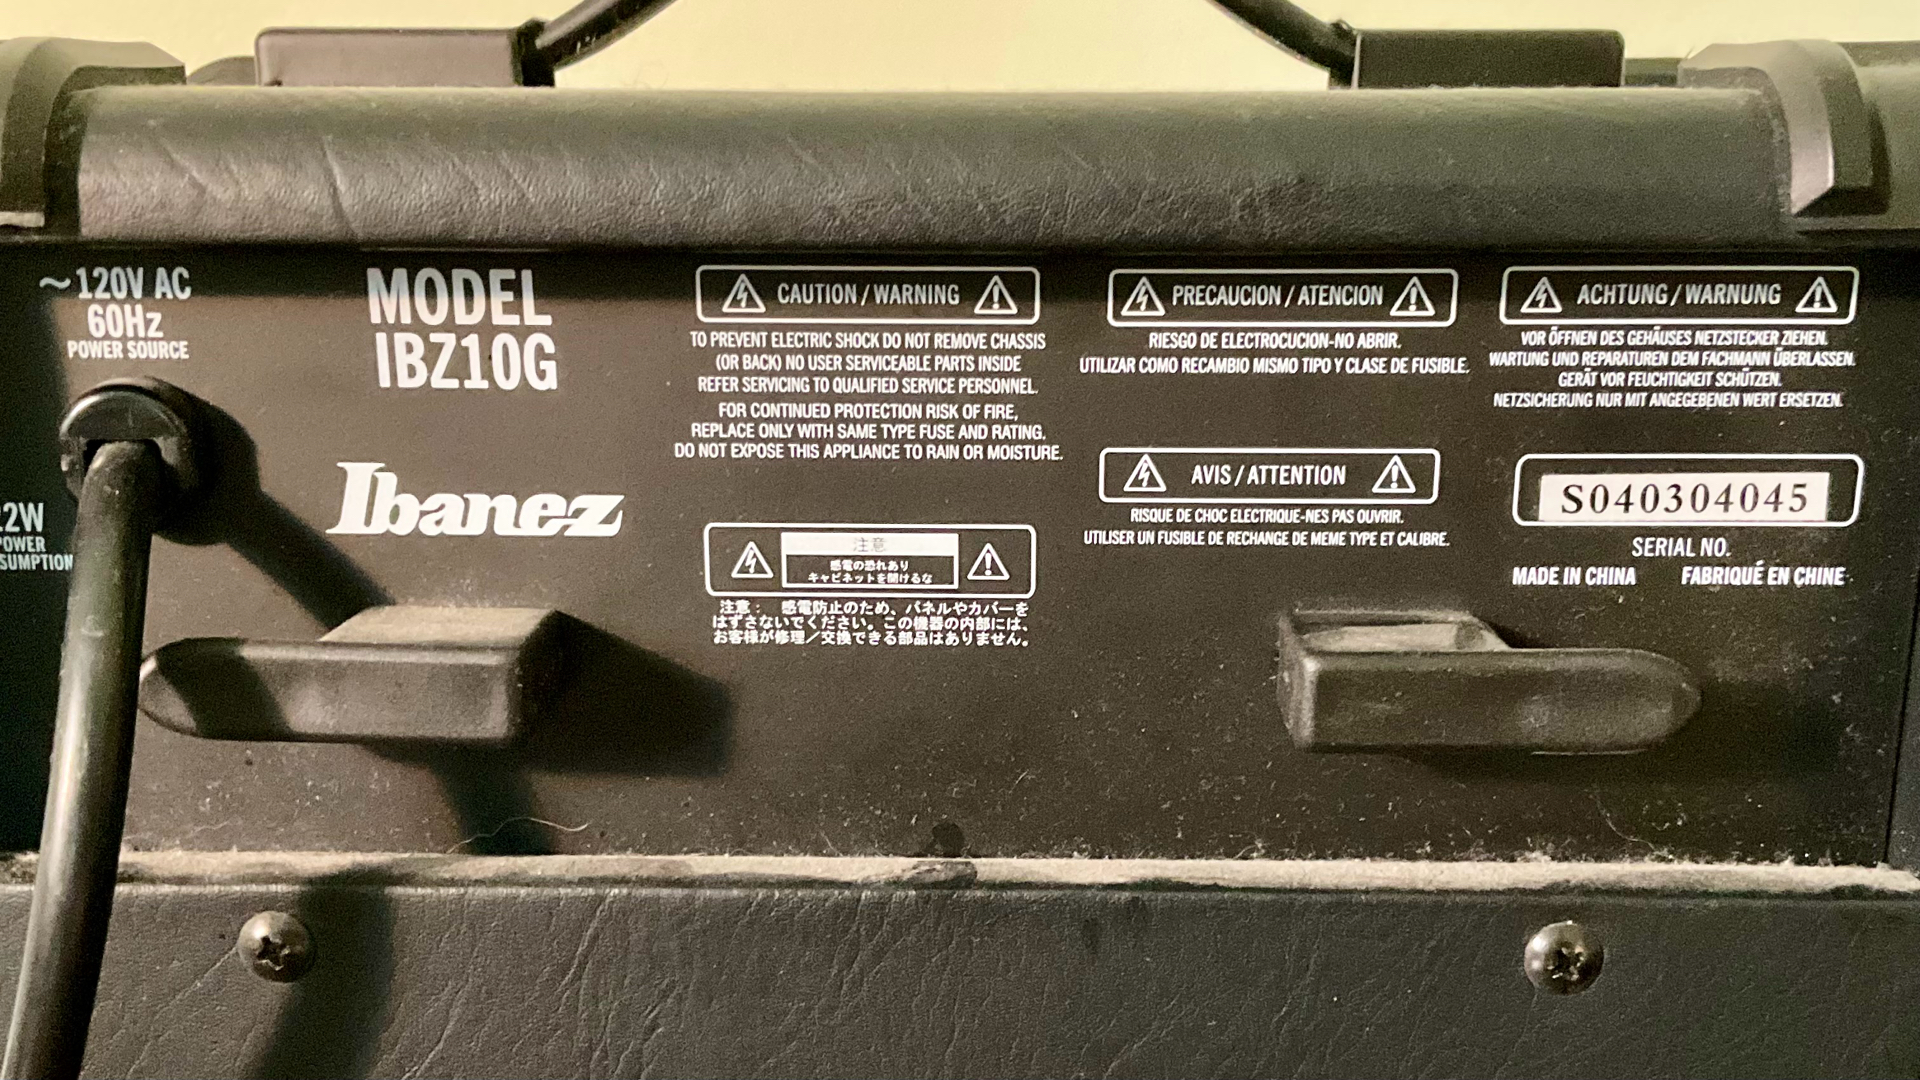 ~120V AC
60Hz
POWER SOURCE
MODEL
IBZ10G
Ibanez
CAUTION / WARNING
TO PREVENT ELECTRIC SHOCK DO NOT REMOVE CHASSIS
(OR BACK) NO USER SERVICEABLE PARTS INSIDE
REFER SERVICING TO QUALIFIED SERVICE PERSONNEL.
FOR CONTINUED PROTECTION RISK OF FIRE,
REPLACE ONLY WITH SAME TYPE FUSE AND RATING.
DO NOT EXPOSE THIS APPLIANCE TO RAIN OR MOISTURE.
注意
感電の恐れあり
キャビネットを開けるな
注意： 感電防止のため、パネルやカバーを
はずさないでください。この機器の内部には、
お客様が修理／交換できる部品はありません。
PRECAUCION / ATENCION
RIESGO DE ELECTROCUCION-NO ABRIR.
UTILIZAR COMO RECAMBIO MISMO TIPO Y CLASE DE FUSIBLE.
AVIS / ATTENTION
RISQUE DE CHOC ELECTRIQUE-NES PAS OUVRIR.
UTILISER UN FUSIBLE DE RECHANGE DE MEME TYPE ET CALIBRE.
ACHTUNG / WARNUNG
VOR ÖFFNEN DES GEHÄUSES NETZSTECKER ZIEHEN.
WARTUNG UND REPARATUREN DEM FACHMANN ÜBERLASSEN.
GERÄT VOR FEUCHTIGKEIT SCHÜTZEN.
NETZSICHERUNG NUR MIT ANGEGEBENEN WERT ERSETZEN.
S040304045
SERIAL NO.
MADE IN CHINA FABRIQUÉ EN CHINE